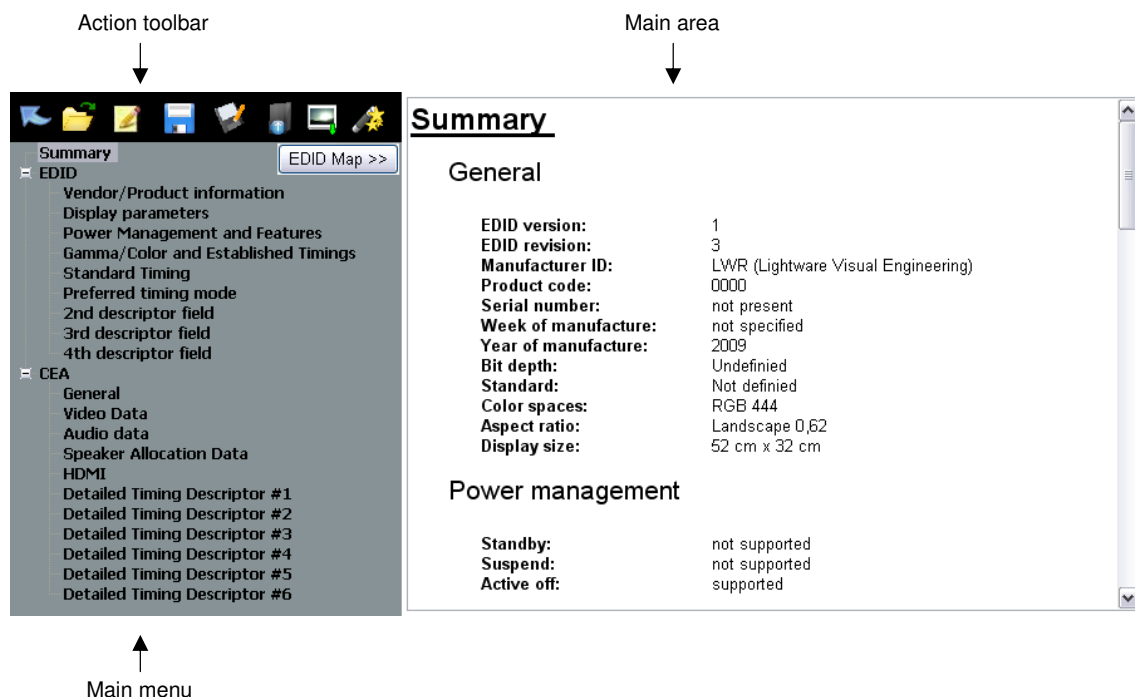 Action toolbar
Main area
Summary
EDID Map >>
EDID
Vendor/Product information
Display parameters
Power Management and Features
Gamma/Color and Established Timings
Standard Timing
Preferred timing mode
2nd descriptor field
3rd descriptor field
4th descriptor field
CEA
General
Video Data
Audio data
Speaker Allocation Data
HDMI
Detailed Timing Descriptor #1
Detailed Timing Descriptor #2
Detailed Timing Descriptor #3
Detailed Timing Descriptor #4
Detailed Timing Descriptor #5
Detailed Timing Descriptor #6
Summary
General
EDID version: 1
EDID revision: 3
Manufacturer ID: LWR (Lightware Visual Engineering)
Product code: 0000
Serial number: not present
Week of manufacture: not specified
Year of manufacture: 2009
Bit depth: Undefinied
Standard: Not definied
Color spaces: RGB 444
Aspect ratio: Landscape 0,62
Display size: 52 cm x 32 cm
Power management
Standby: not supported
Suspend: not supported
Active off: supported
Main menu